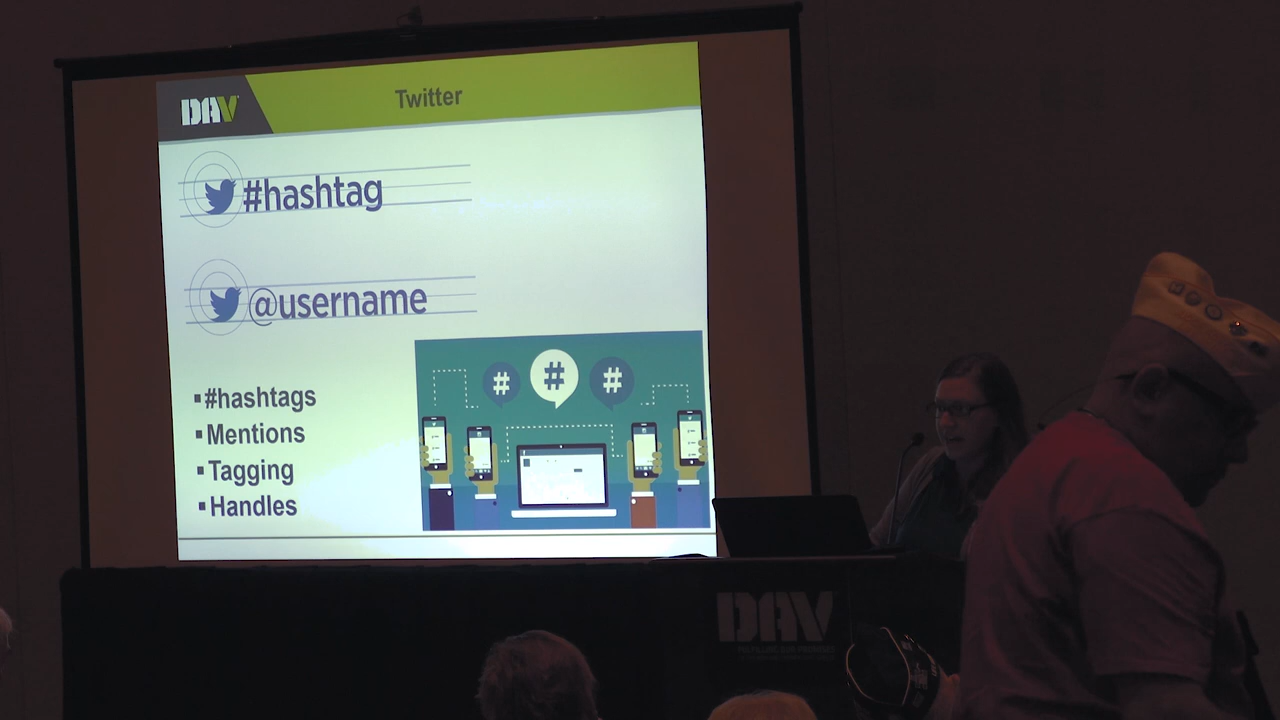 DAV
Twitter
#hashtag
@username
#hashtags
Mentions
Tagging
Handles
# # #
DAV